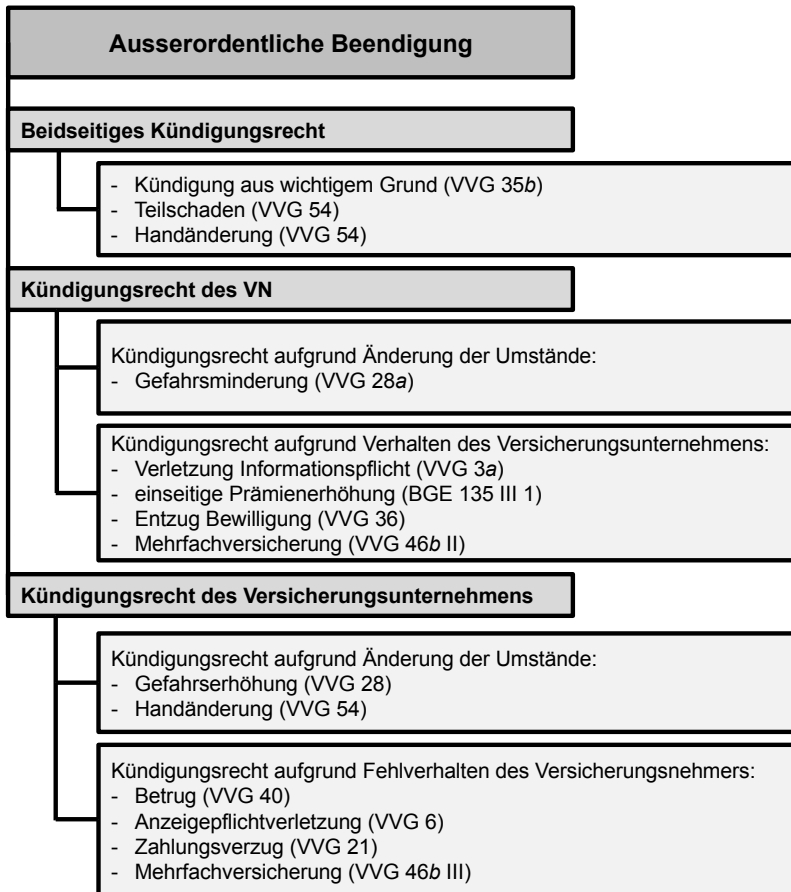 Ausserordentliche Beendigung
Beidseitiges Kündigungsrecht
- Kündigung aus wichtigem Grund (VVG 35b)
- Teilschaden (VVG 54)
- Handänderung (VVG 54)
Kündigungsrecht des VN
Kündigungsrecht aufgrund Änderung der Umstände:
- Gefahrsminderung (VVG 28a)
Kündigungsrecht aufgrund Verhalten des Versicherungsunternehmens:
- Verletzung Informationspflicht (VVG 3a)
- einseitige Prämienerhöhung (BGE 135 III 1)
- Entzug Bewilligung (VVG 36)
- Mehrfachversicherung (VVG 46b II)
Kündigungsrecht des Versicherungsunternehmens
Kündigungsrecht aufgrund Änderung der Umstände:
- Gefahrserhöhung (VVG 28)
- Handänderung (VVG 54)
Kündigungsrecht aufgrund Fehlverhalten des Versicherungsnehmers:
- Betrug (VVG 40)
- Anzeigepflichtverletzung (VVG 6)
- Zahlungsverzug (VVG 21)
- Mehrfachversicherung (VVG 46b III)